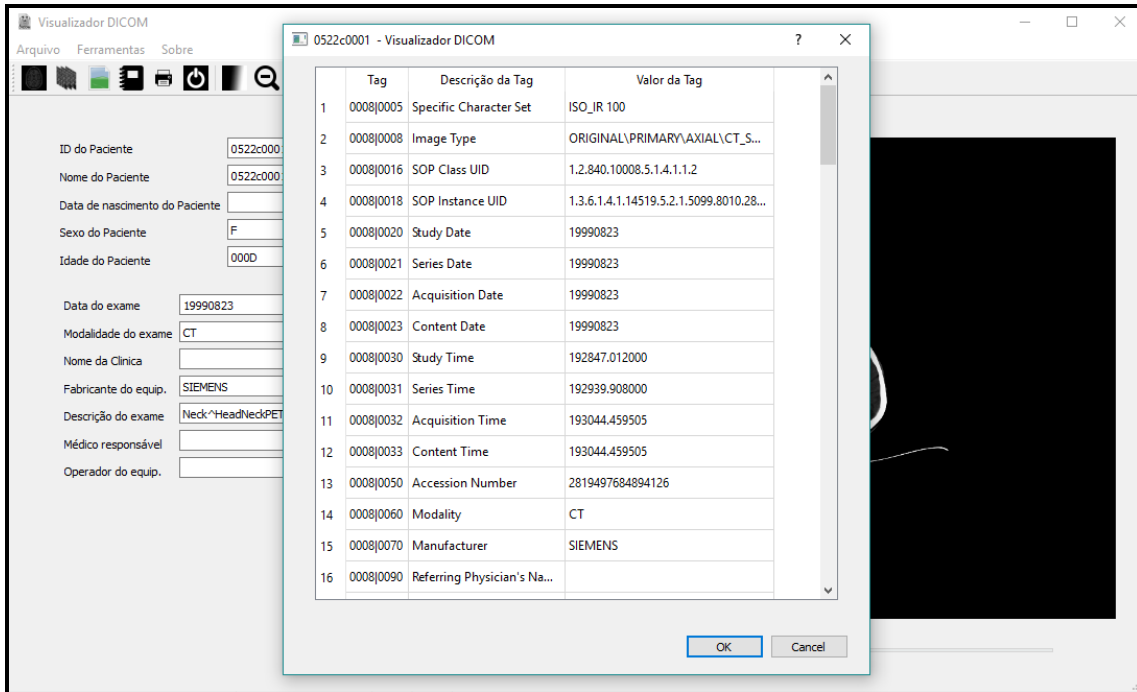 Visualizador DICOM
Arquivo Ferramentas Sobre
ID do Paciente 0522c000
Nome do Paciente 0522c000
Data de nascimento do Paciente
Sexo do Paciente F
Idade do Paciente 000D
Data do exame 19990823
Modalidade do exame CT
Nome da Clinica
Fabricante do equip. SIEMENS
Descrição do exame Neck^HeadNeckPET
Médico responsável
Operador do equip.
0522c0001 - Visualizador DICOM ?
Tag Descrição da Tag Valor da Tag
1 0008|0005 Specific Character Set ISO_IR 100
2 0008|0008 Image Type ORIGINAL\PRIMARY\AXIAL\CT_S...
3 0008|0016 SOP Class UID 1.2.840.10008.5.1.4.1.1.2
4 0008|0018 SOP Instance UID 1.3.6.1.4.1.14519.5.2.1.5099.8010.28...
5 0008|0020 Study Date 19990823
6 0008|0021 Series Date 19990823
7 0008|0022 Acquisition Date 19990823
8 0008|0023 Content Date 19990823
9 0008|0030 Study Time 192847.012000
10 0008|0031 Series Time 192939.908000
11 0008|0032 Acquisition Time 193044.459505
12 0008|0033 Content Time 193044.459505
13 0008|0050 Accession Number 2819497684894126
14 0008|0060 Modality CT
15 0008|0070 Manufacturer SIEMENS
16 0008|0090 Referring Physician's Na...
OK Cancel